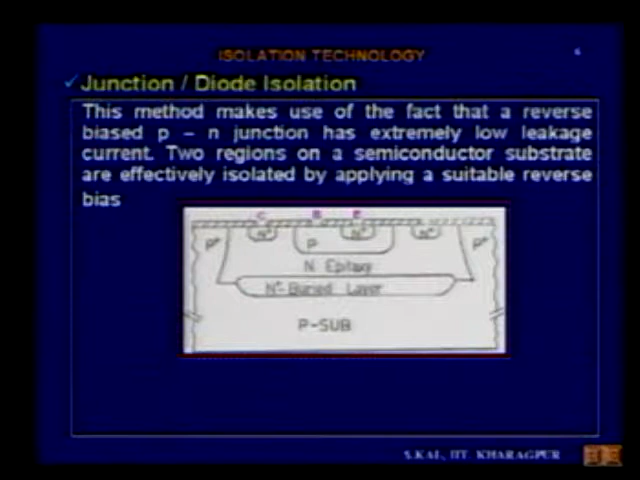 ISOLATION TECHNOLOGY
✓Junction / Diode Isolation
This method makes use of the fact that a reverse
biased p – n junction has extremely low leakage
current. Two regions on a semiconductor substrate
are effectively isolated by applying a suitable reverse
bias
C B E
P+ N+ P N+ N+ P+
N Epitaxy
N+-Buried Layer
P-SUB
S.KAL, IIT. KHARAGPUR